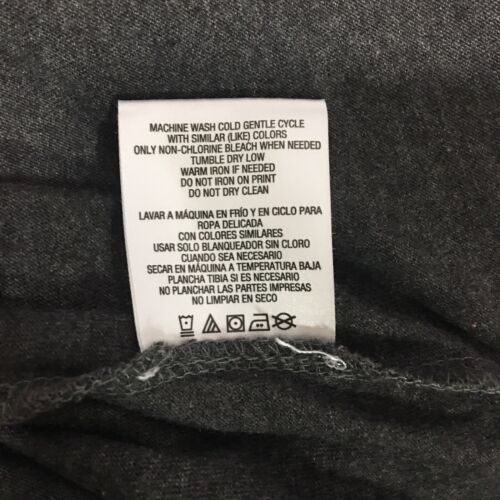 MACHINE WASH COLD GENTLE CYCLE
WITH SIMILAR (LIKE) COLORS
ONLY NON-CHLORINE BLEACH WHEN NEEDED
TUMBLE DRY LOW
WARM IRON IF NEEDED
DO NOT IRON ON PRINT
DO NOT DRY CLEAN
LAVAR A MÁQUINA EN FRÍO Y EN CICLO PARA
ROPA DELICADA
CON COLORES SIMILARES
USAR SOLO BLANQUEADOR SIN CLORO
CUANDO SEA NECESARIO
SECAR EN MÁQUINA A TEMPERATURA BAJA
PLANCHA TIBIA SI ES NECESARIO
NO PLANCHAR LAS PARTES IMPRESAS
NO LIMPIAR EN SECO